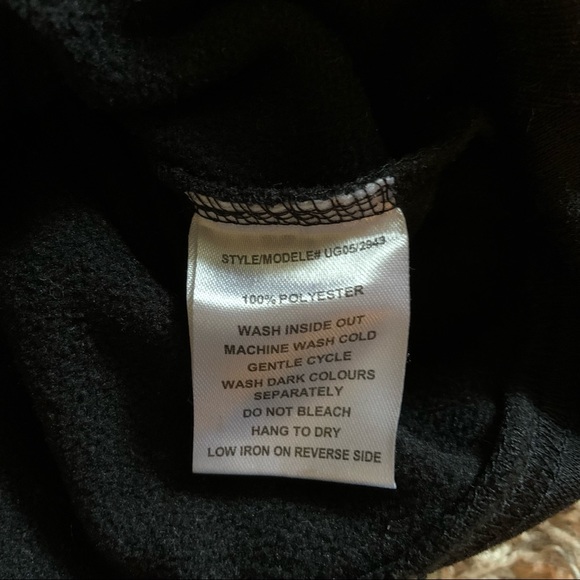 STYLE/MODELE# UG05/2943
100% POLYESTER
WASH INSIDE OUT
MACHINE WASH COLD
GENTLE CYCLE
WASH DARK COLOURS
SEPARATELY
DO NOT BLEACH
HANG TO DRY
LOW IRON ON REVERSE SIDE